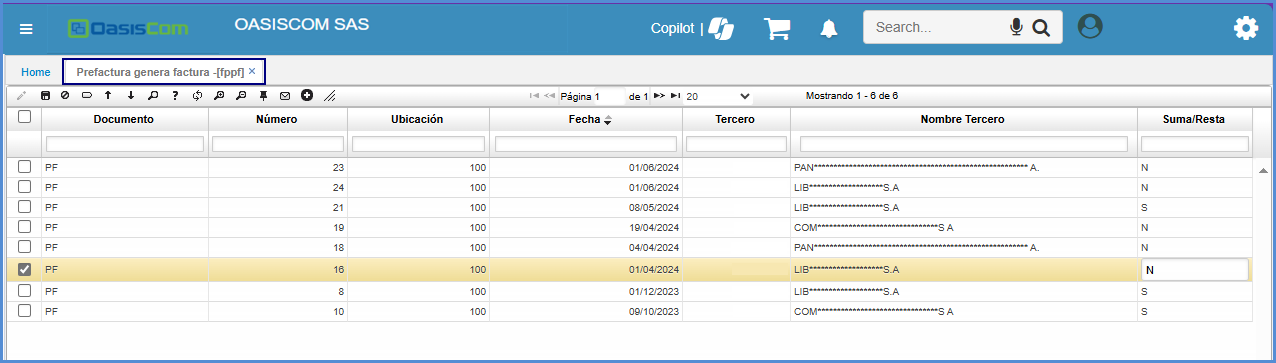 OasisCom OASISCOM SAS Copilot | Search...
Home Prefactura genera factura -[fppf] ×
Página 1 de 1 20 Mostrando 1 - 6 de 6
Documento Número Ubicación Fecha Tercero Nombre Tercero Suma/Resta
PF 23 100 01/06/2024 PAN****************************************************** A. N
PF 24 100 01/06/2024 LIB*******************S.A N
PF 21 100 08/05/2024 LIB*******************S.A S
PF 19 100 19/04/2024 COM*******************************S A N
PF 18 100 04/04/2024 PAN****************************************************** A. N
PF 16 100 01/04/2024 LIB*******************S.A N
PF 8 100 01/12/2023 LIB*******************S.A S
PF 10 100 09/10/2023 COM*******************************S A S